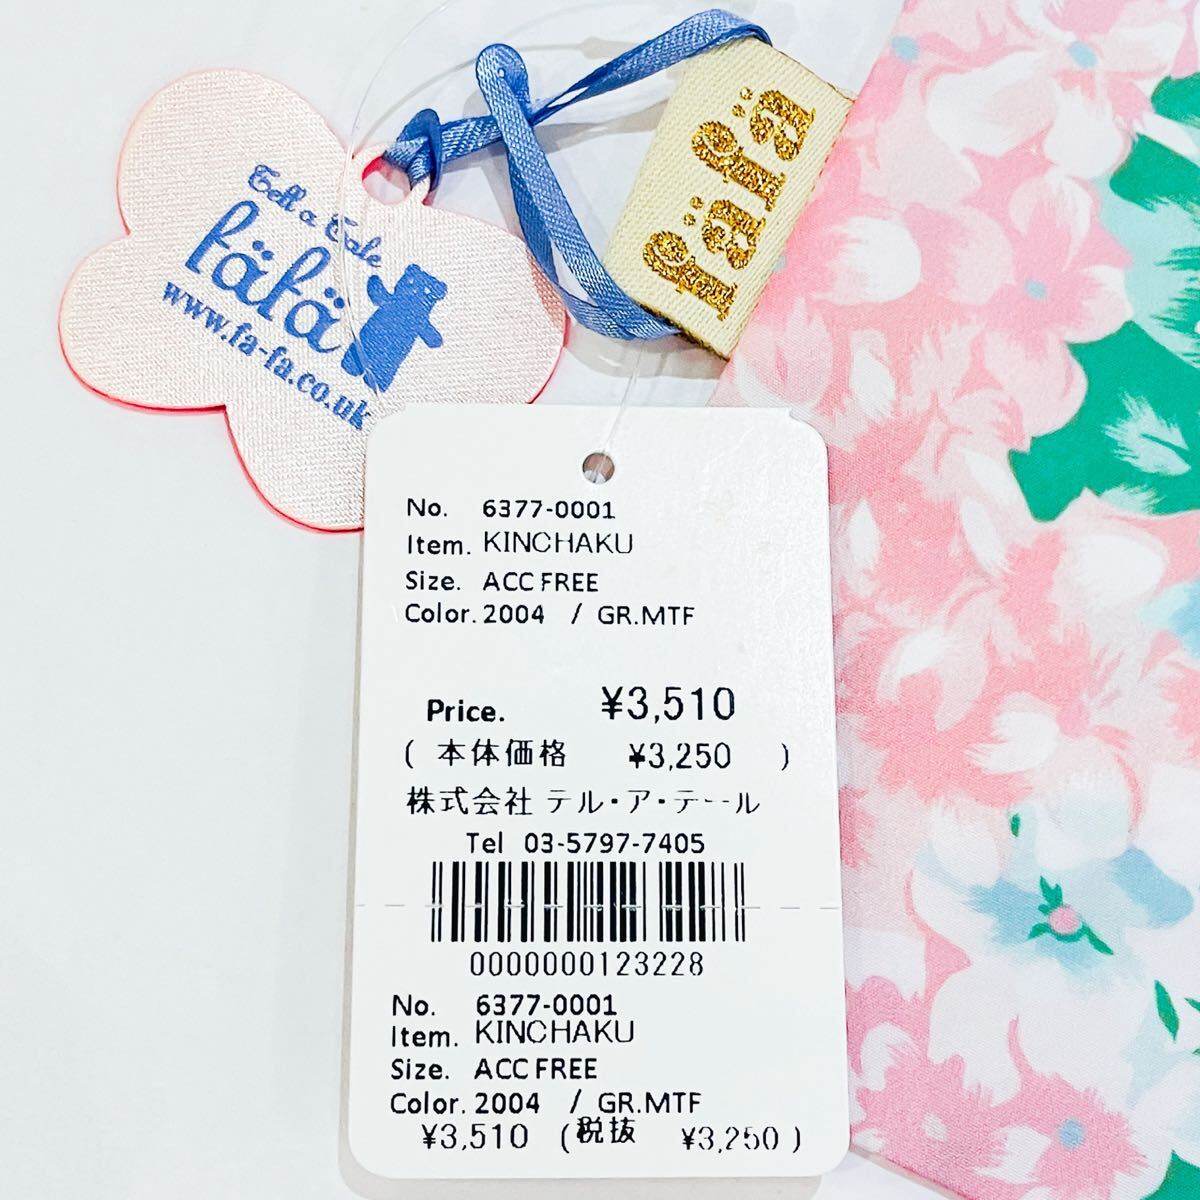 Tell a Tale
fäfä
www.fa-fa.co.uk
fäfä
No. 6377-0001
Item. KINCHAKU
Size. ACC FREE
Color. 2004 / GR.MTF
Price. ¥3,510
( 本体価格 ¥3,250 )
株式会社 テル・ア・テール
Tel 03-5797-7405
0000000123228
No. 6377-0001
Item. KINCHAKU
Size. ACC FREE
Color. 2004 / GR.MTF
¥3,510 (税抜 ¥3,250 )